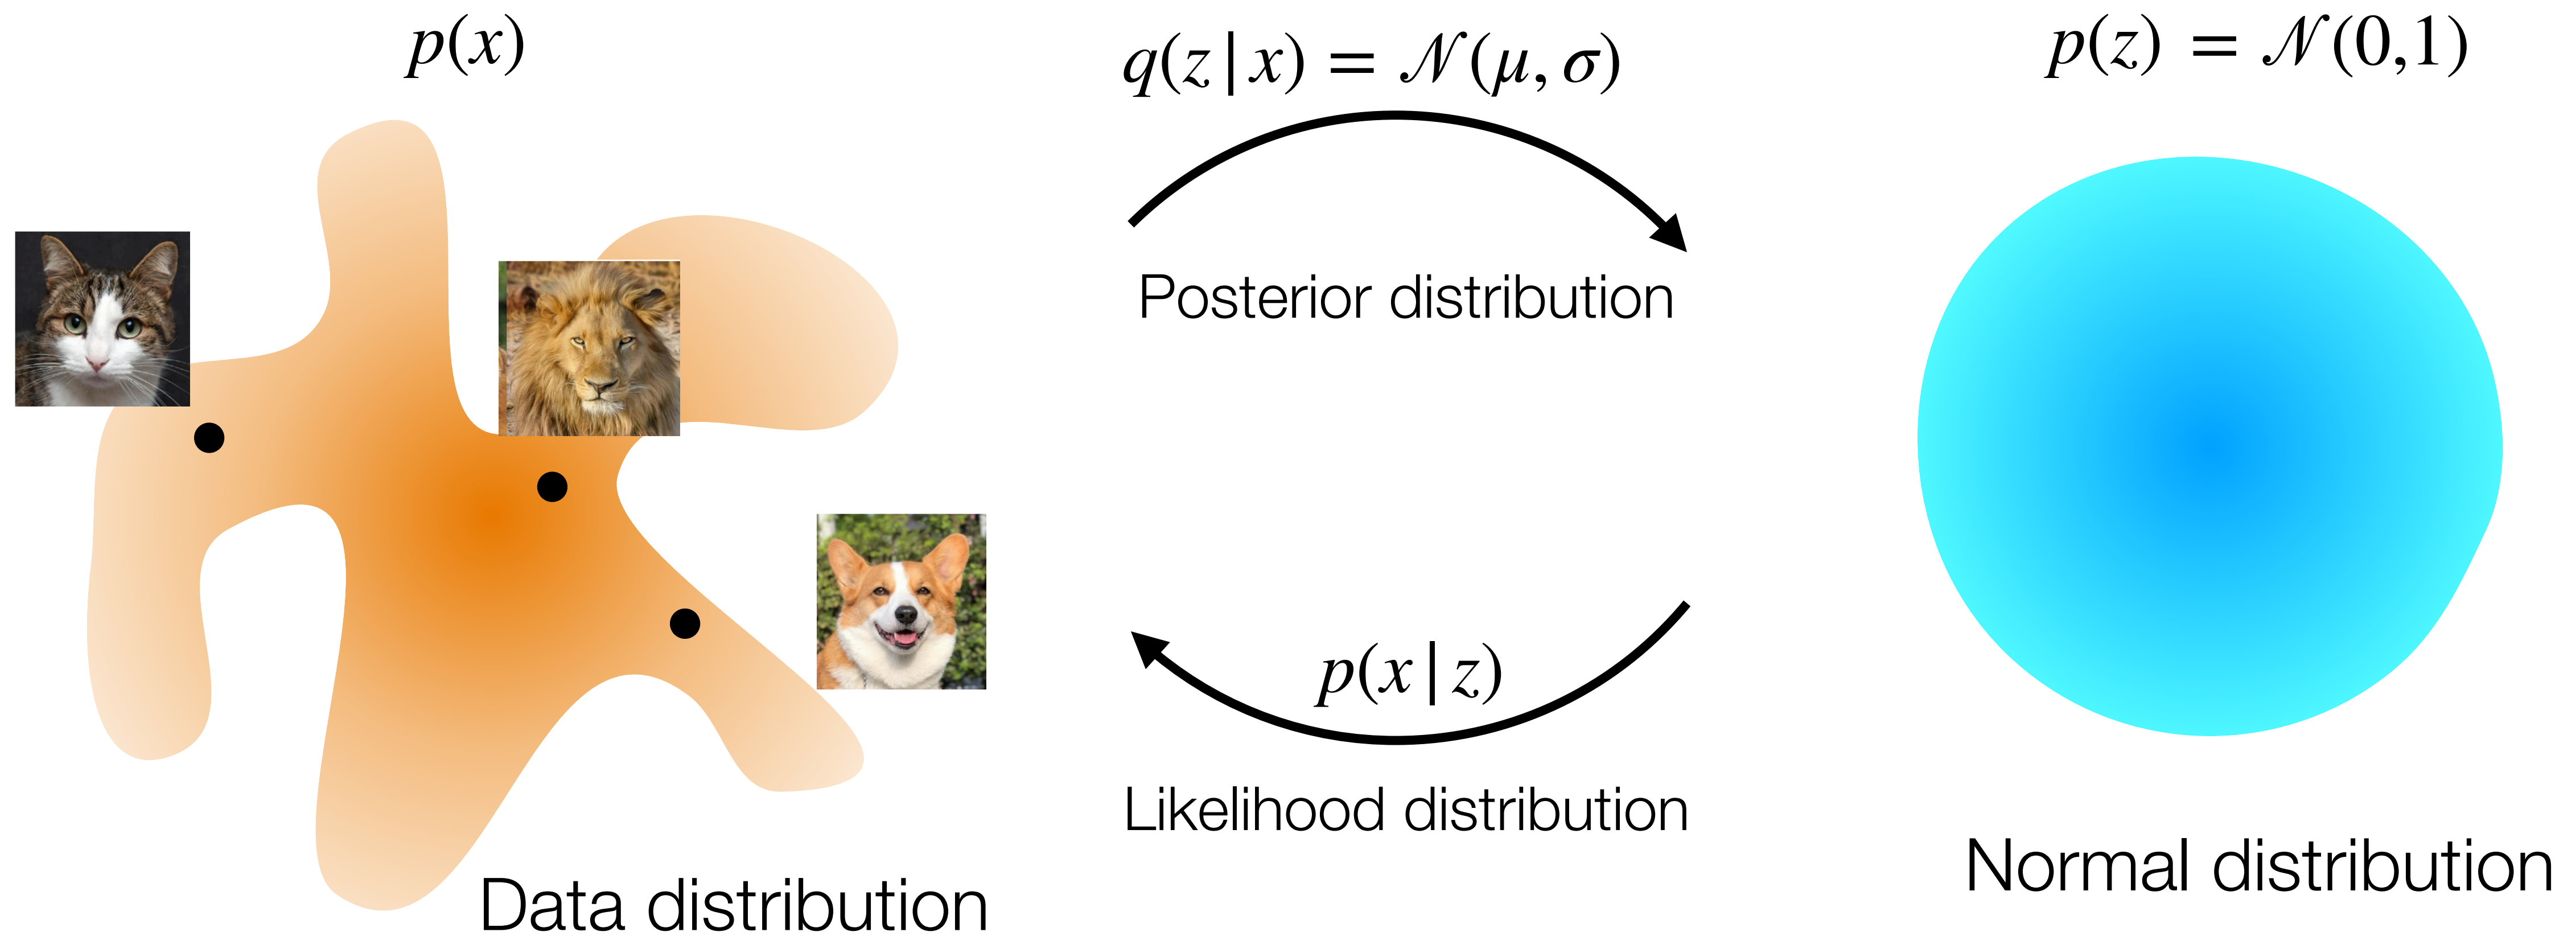 p(x)
q(z|x) = 𝒩(μ, σ)
p(z) = 𝒩(0,1)
Posterior distribution
p(x|z)
Likelihood distribution
Data distribution
Normal distribution